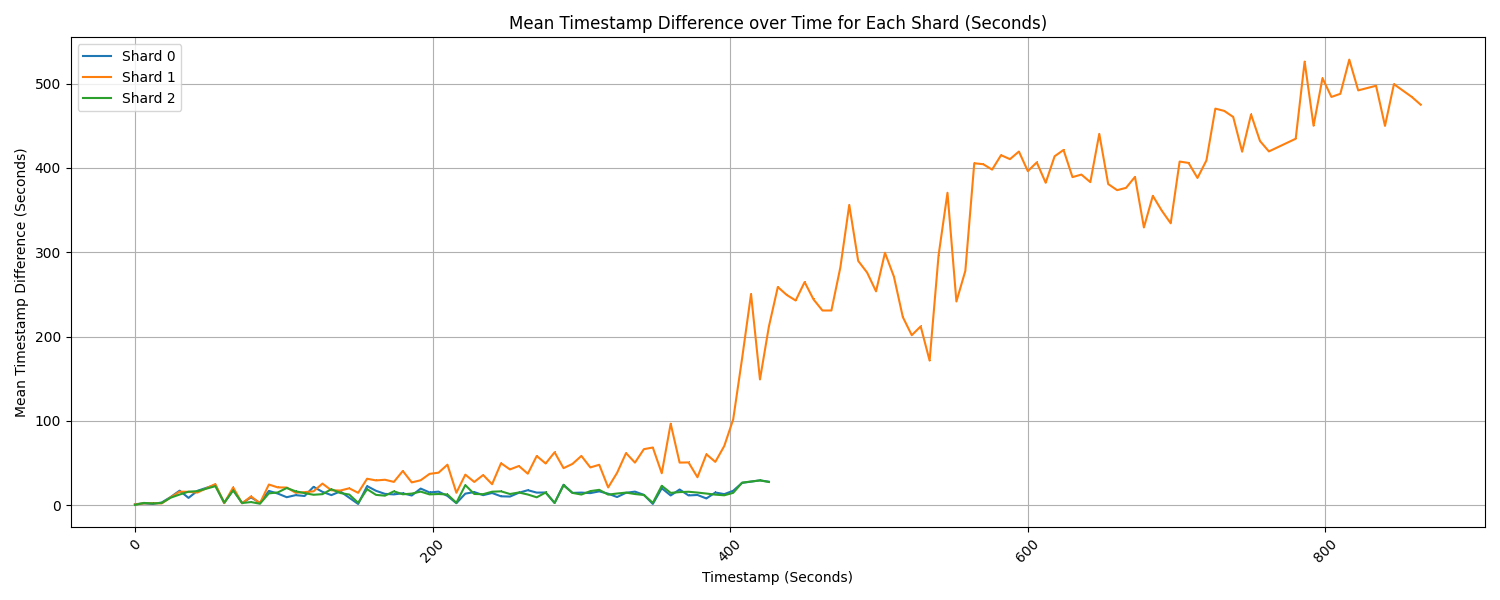 Mean Timestamp Difference over Time for Each Shard (Seconds)
Shard 0
Shard 1
Shard 2
Mean Timestamp Difference (Seconds)
500
400
300
200
100
0
0
200
400
600
800
Timestamp (Seconds)